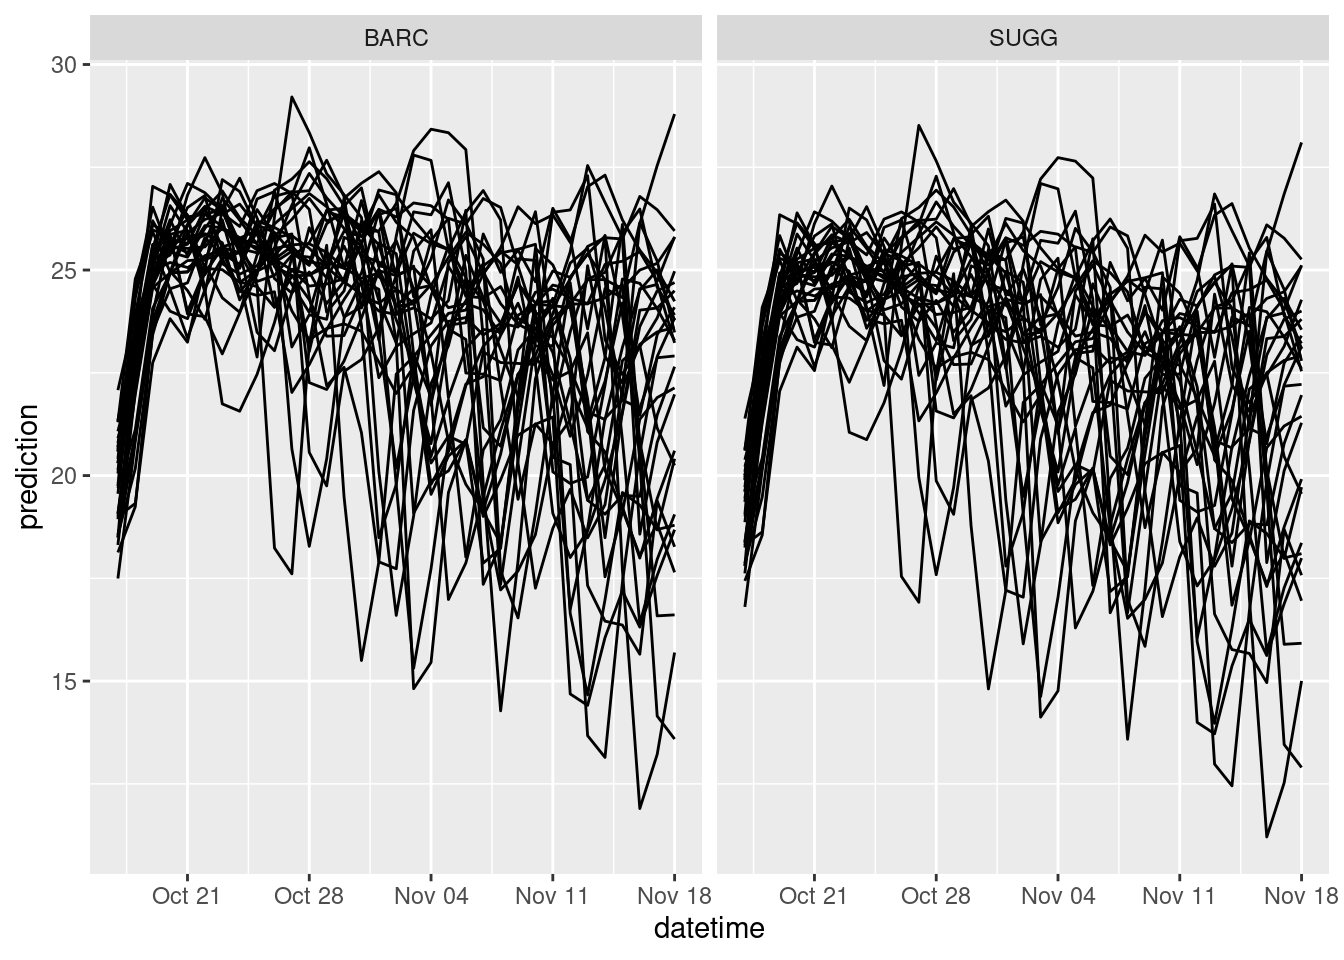 BARC
SUGG
30
25
20
15
prediction
Oct 21
Oct 28
Nov 04
Nov 11
Nov 18
Oct 21
Oct 28
Nov 04
Nov 11
Nov 18
datetime